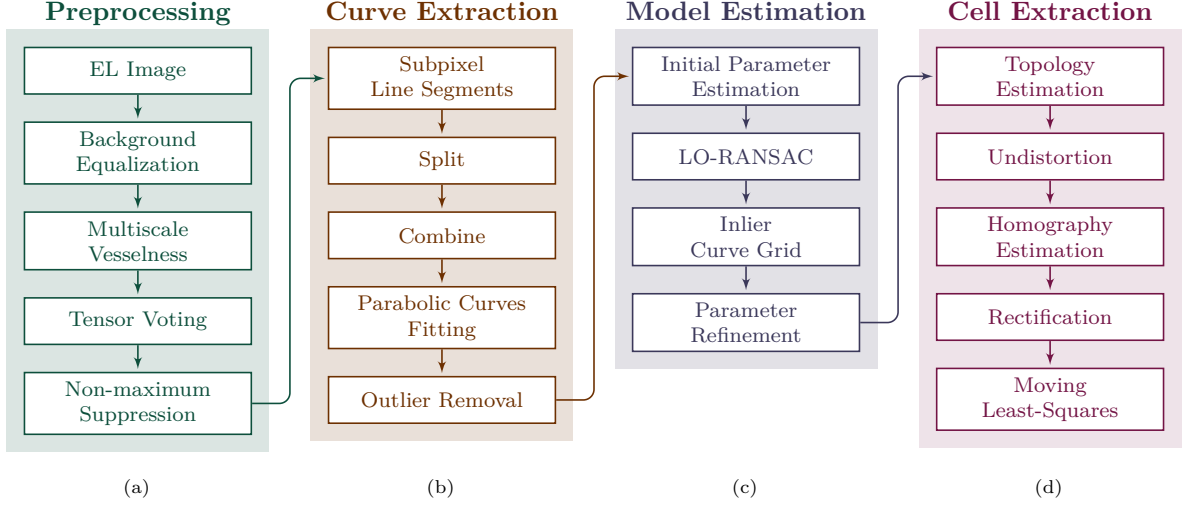 Preprocessing
EL Image
Background
Equalization
Multiscale
Vesselness
Tensor Voting
Non-maximum
Suppression
(a)
Curve Extraction
Subpixel
Line Segments
Split
Combine
Parabolic Curves
Fitting
Outlier Removal
(b)
Model Estimation
Initial Parameter
Estimation
LO-RANSAC
Inlier
Curve Grid
Parameter
Refinement
(c)
Cell Extraction
Topology
Estimation
Undistortion
Homography
Estimation
Rectification
Moving
Least-Squares
(d)